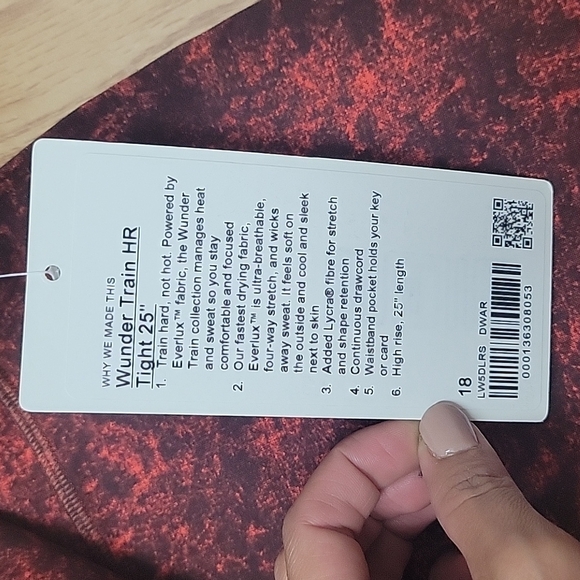 WHY WE MADE THIS
Wunder Train HR
Tight 25"
1. Train hard, not hot. Powered by
Everlux™ fabric, the Wunder
Train collection manages heat
and sweat so you stay
comfortable and focused
2. Our fastest drying fabric,
Everlux™ is ultra-breathable,
four-way stretch, and wicks
away sweat. It feels soft on
the outside and cool and sleek
next to skin
3. Added Lycra® fibre for stretch
and shape retention
4. Continuous drawcord
5. Waistband pocket holds your key
or card
6. High rise, 25" length
18
LW5DLRS DWAR
000136308053